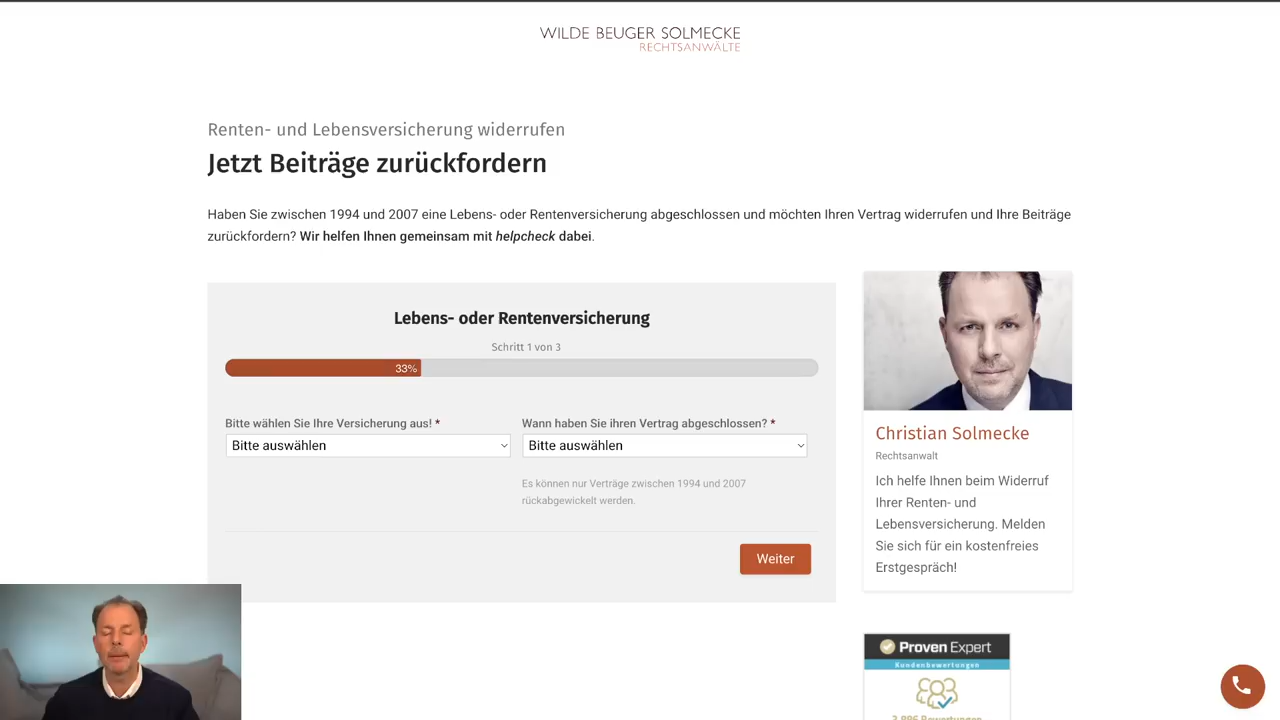 WILDE BEUGER SOLMECKE
RECHTSANWÄLTE
Renten- und Lebensversicherung widerrufen
Jetzt Beiträge zurückfordern
Haben Sie zwischen 1994 und 2007 eine Lebens- oder Rentenversicherung abgeschlossen und möchten Ihren Vertrag widerrufen und Ihre Beiträge
zurückfordern? Wir helfen Ihnen gemeinsam mit helpcheck dabei.
Lebens- oder Rentenversicherung
Schritt 1 von 3
33%
Bitte wählen Sie Ihre Versicherung aus! *
Bitte auswählen
Wann haben Sie ihren Vertrag abgeschlossen? *
Bitte auswählen
Es können nur Verträge zwischen 1994 und 2007
rückabgewickelt werden.
Weiter
Christian Solmecke
Rechtsanwalt
Ich helfe Ihnen beim Widerruf
Ihrer Renten- und
Lebensversicherung. Melden
Sie sich für ein kostenfreies
Erstgespräch!
Proven Expert
Kundenbewertungen
3.896 Bewertungen